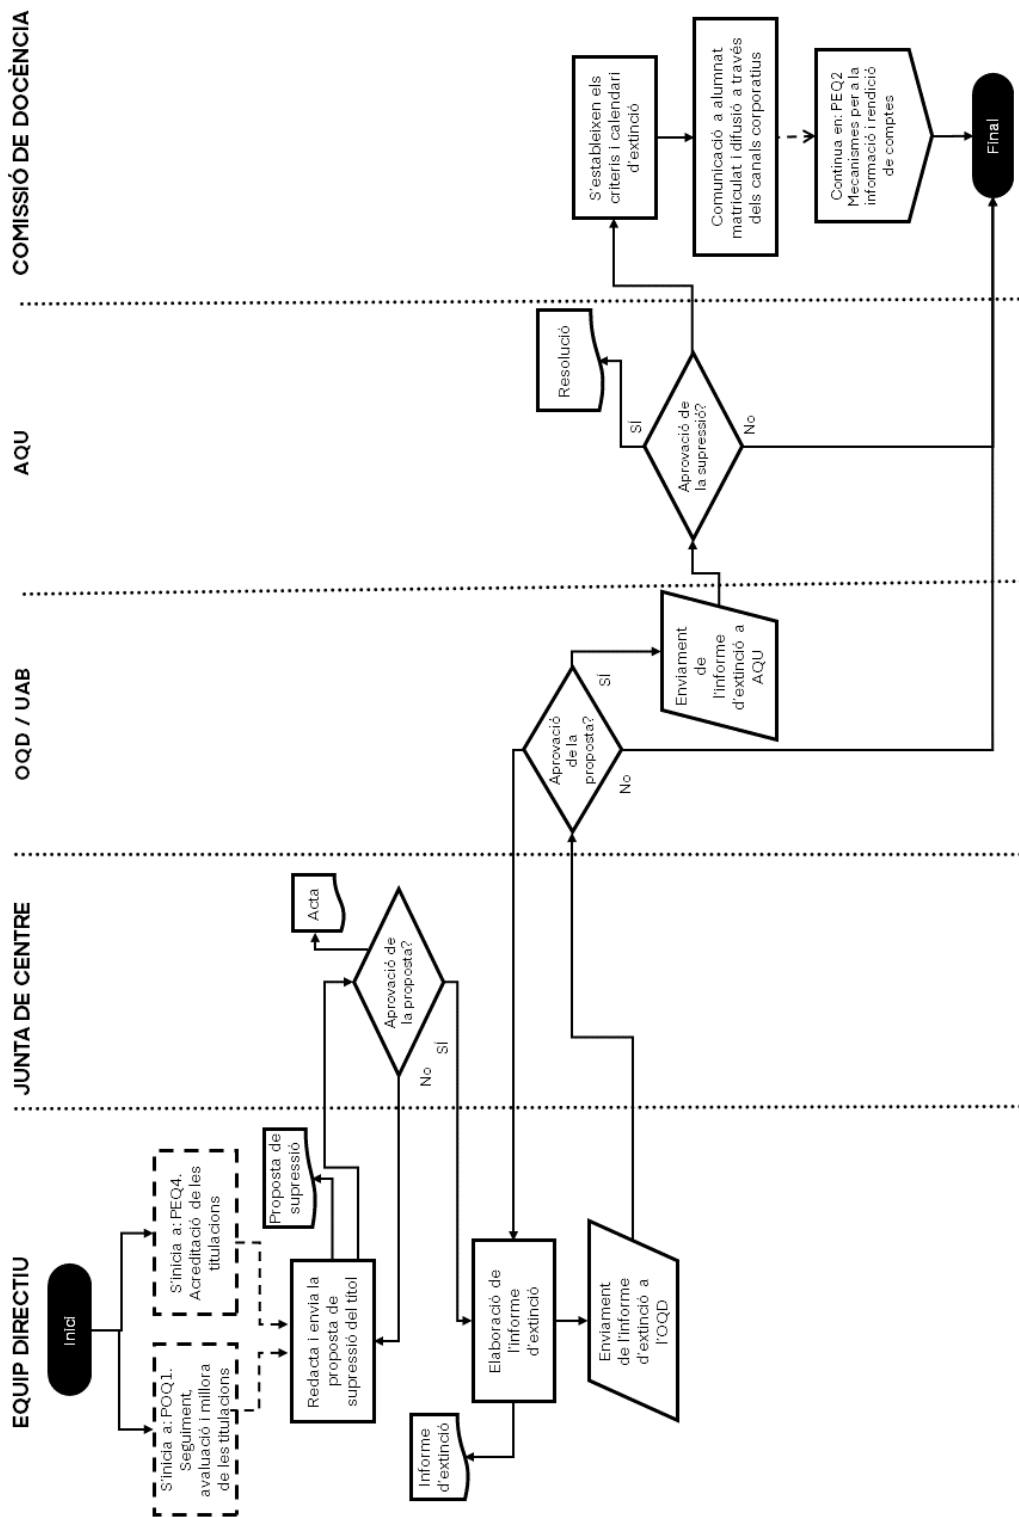 EQUIP DIRECTIU
JUNTA DE CENTRE
OQD / UAB
AQU
COMISSIÓ DE DOCÈNCIA
Inici
S'inicia a: POQ1.
Seguiment,
avaluació i millora
de les titulacions
S'inicia a: PEQ4.
Acreditació de les
titulacions
Redacta i envia la
proposta de
supressió del títol
Proposta de
supressió
Acta
Aprovació de
la proposta?
No
SÍ
Informe
d'extinció
Elaboració de
l'informe
d'extinció
Enviament
de l'informe
d'extinció a
l'OQD
Aprovació
de la
proposta?
SÍ
No
Enviament
de
l'informe
d'extinció a
AQU
Resolució
SÍ
Aprovació de
la supressió?
No
S'estableixen els
criteris i calendari
d'extinció
Comunicació a alumnat
matriculat i difusió a través
dels canals corporatius
Continua en: PEQ2
Mecanismes per a la
informació i rendició
de comptes
Final